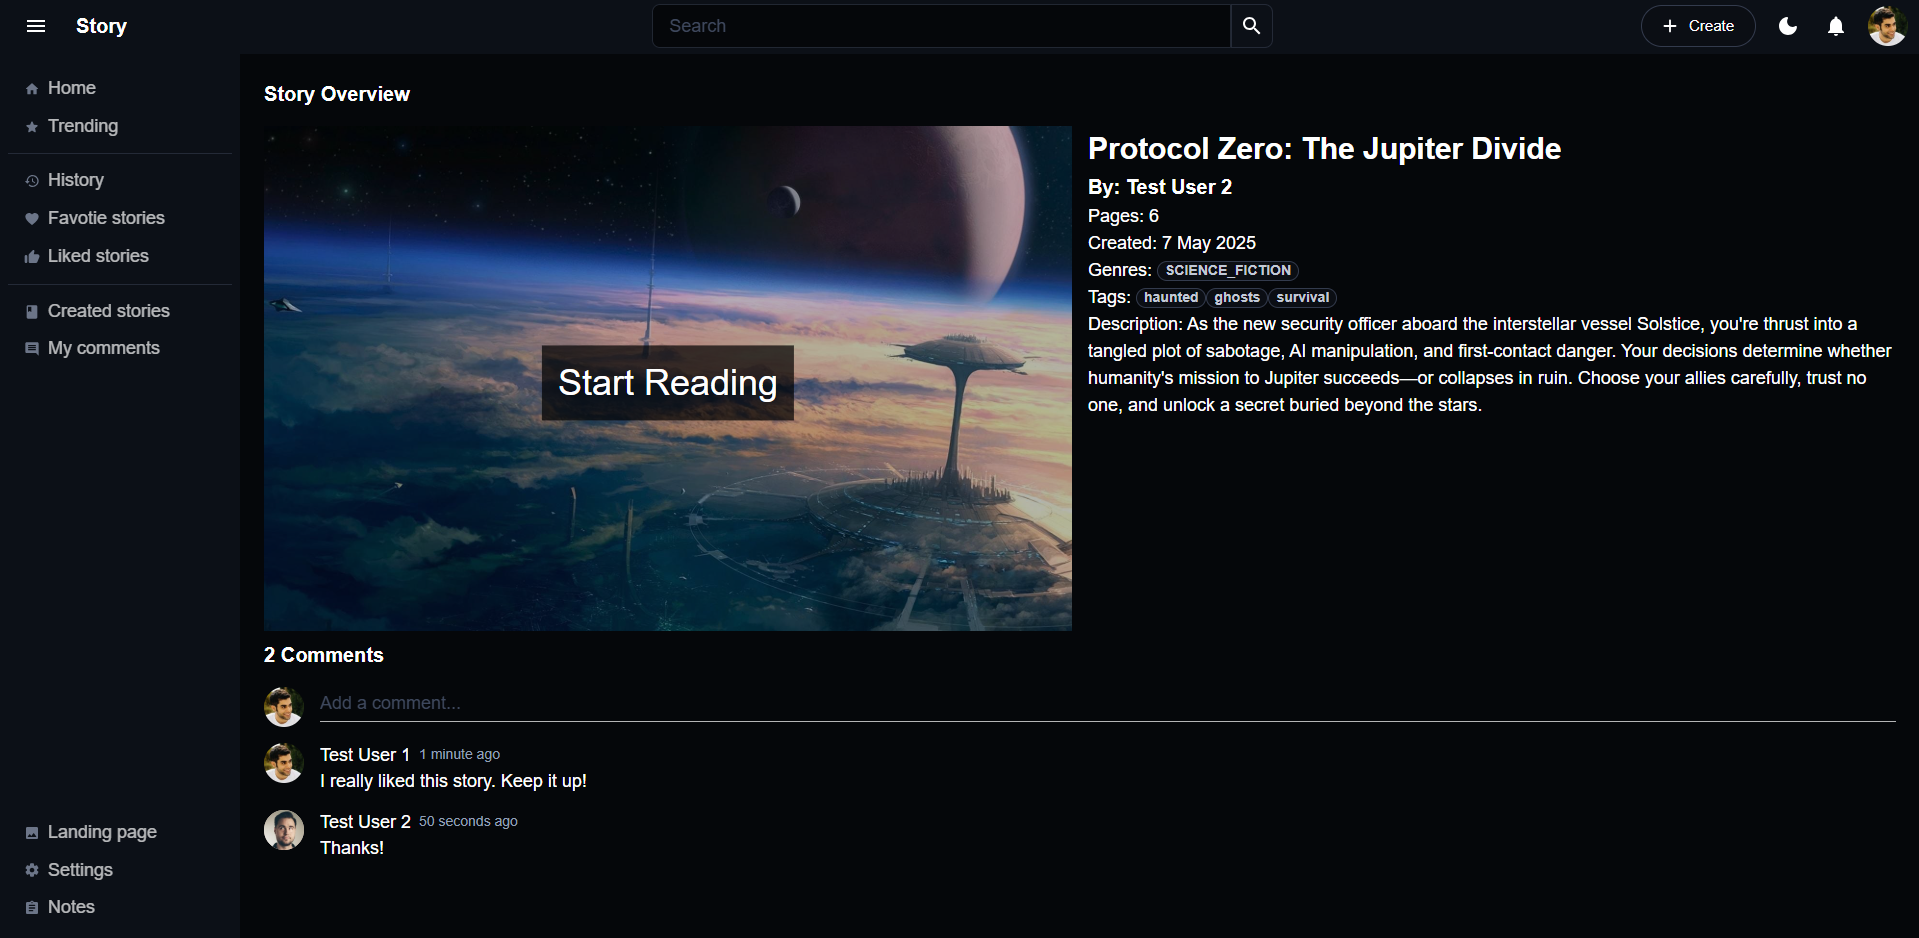 Story
Search
Create
Home
Trending
History
Favotie stories
Liked stories
Created stories
My comments
Landing page
Settings
Notes
Story Overview
Start Reading
Protocol Zero: The Jupiter Divide
By: Test User 2
Pages: 6
Created: 7 May 2025
Genres: SCIENCE_FICTION
Tags: haunted ghosts survival
Description: As the new security officer aboard the interstellar vessel Solstice, you're thrust into a
tangled plot of sabotage, AI manipulation, and first-contact danger. Your decisions determine whether
humanity's mission to Jupiter succeeds—or collapses in ruin. Choose your allies carefully, trust no
one, and unlock a secret buried beyond the stars.
2 Comments
Add a comment...
Test User 1 1 minute ago
I really liked this story. Keep it up!
Test User 2 50 seconds ago
Thanks!